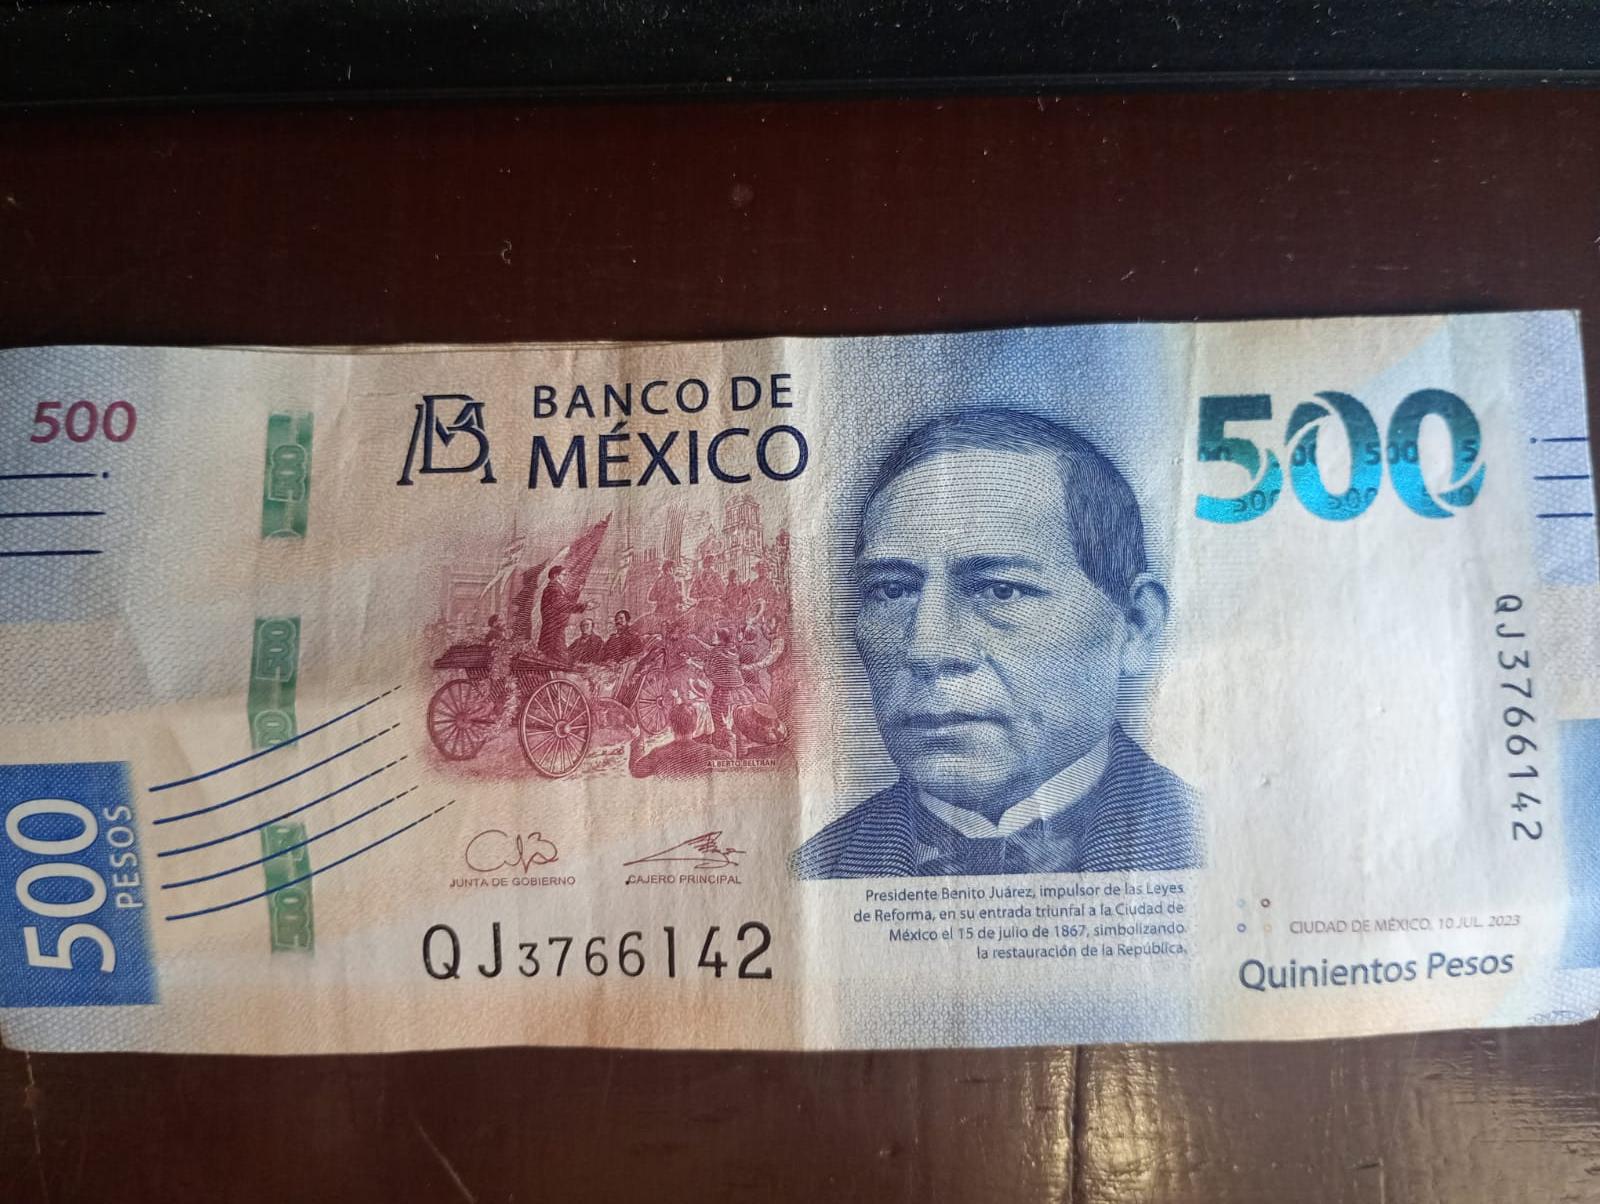 500
BANCO DE
MÉXICO
500
ALBERTO BELTRÁN
500
PESOS
JUNTA DE GOBIERNO
CAJERO PRINCIPAL
QJ3766142
Presidente Benito Juárez, impulsor de las Leyes
de Reforma, en su entrada triunfal a la Ciudad de
México el 15 de julio de 1867, simbolizando
la restauración de la República.
QJ3766142
CIUDAD DE MÉXICO, 10 JUL. 2023
Quinientos Pesos